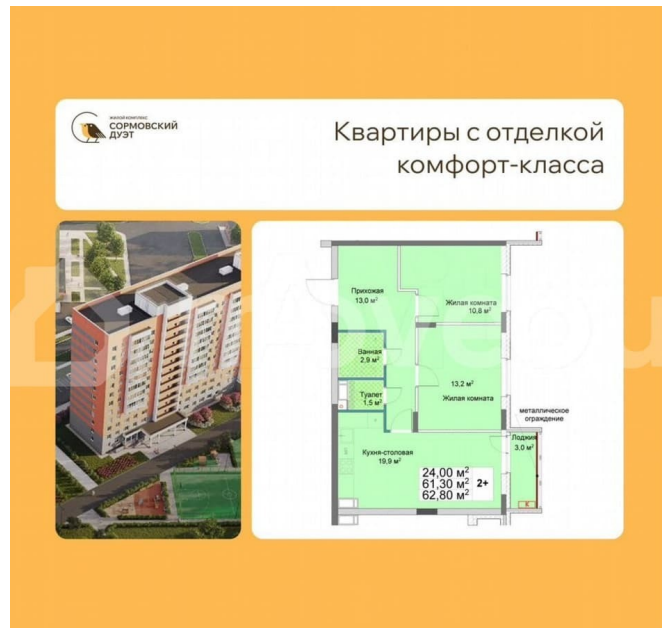 ЖИЛОЙ КОМПЛЕКС
СОРМОВСКИЙ
ДУЭТ
Квартиры с отделкой
комфорт-класса
Прихожая
13,0 м²
Жилая комната
10,8 м²
Ванная
2,9 м²
13,2 м²
Жилая комната
Туалет
1,5 м²
металлическое
ограждение
Лоджия
3,0 м²
Кухня-столовая
19,9 м²
24,00 м²
61,30 м²
62,80 м²
2+
К